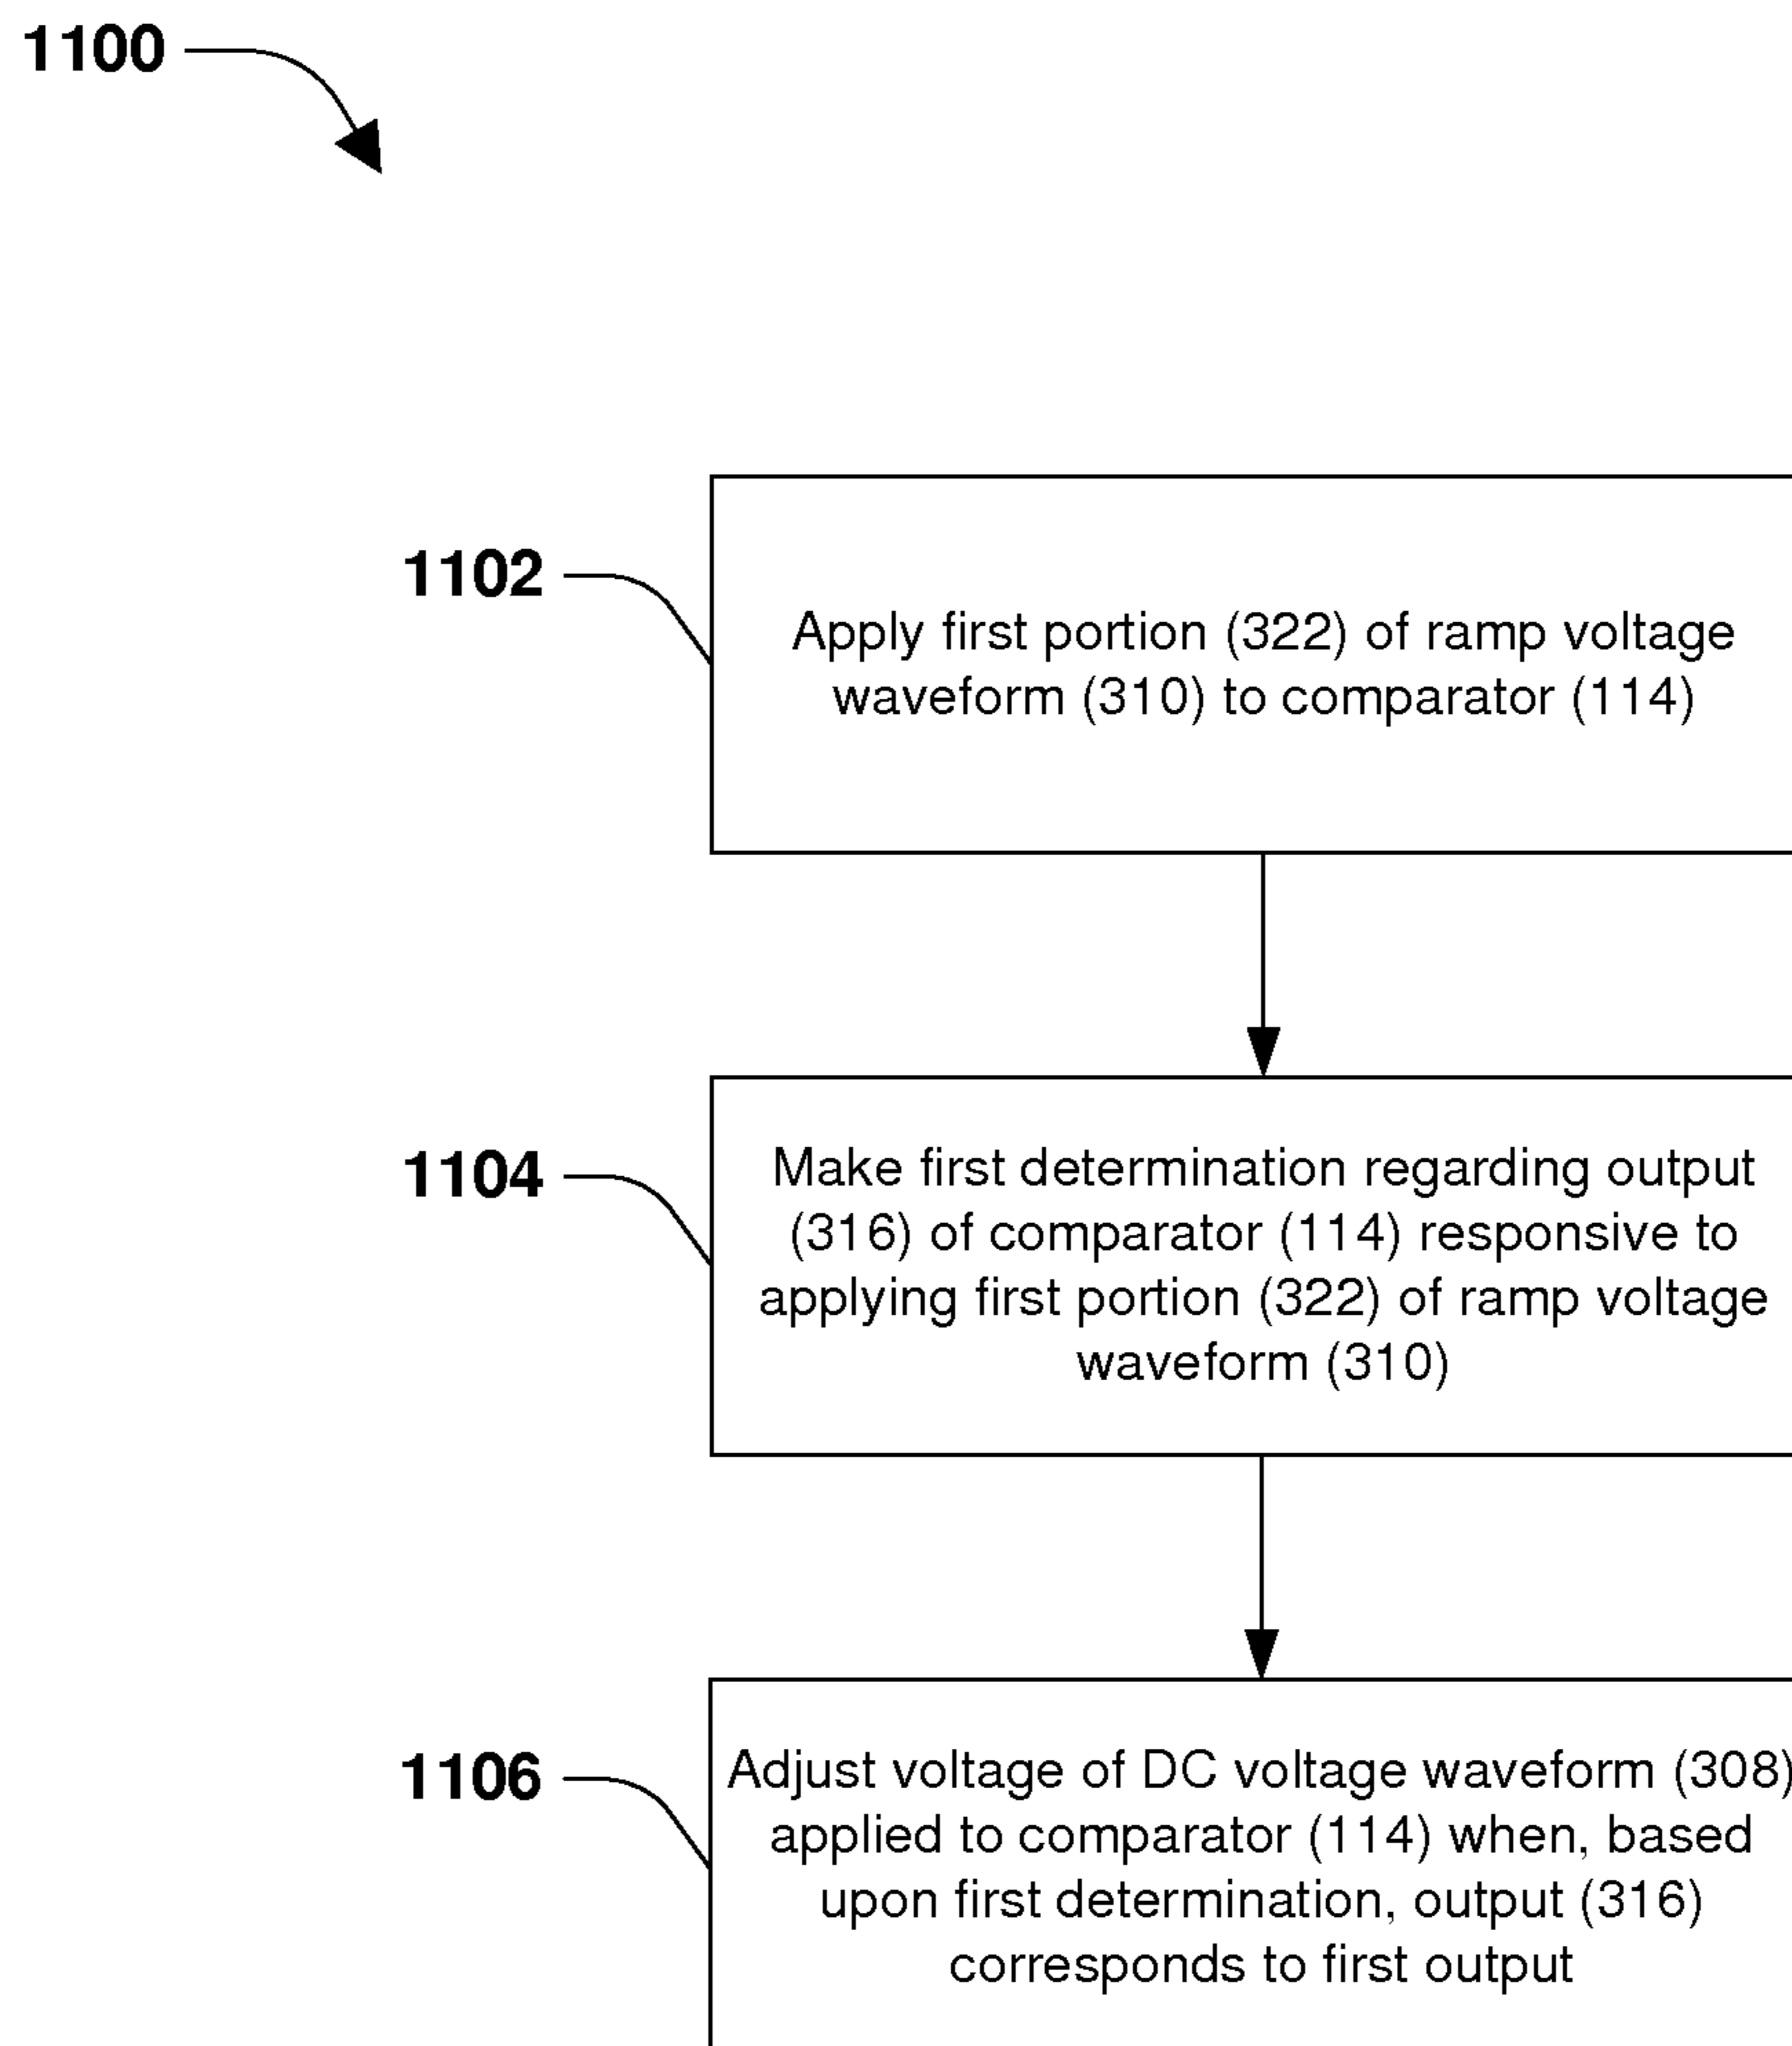 1100
1102
Apply first portion (322) of ramp voltage
waveform (310) to comparator (114)
1104
Make first determination regarding output
(316) of comparator (114) responsive to
applying first portion (322) of ramp voltage
waveform (310)
1106
Adjust voltage of DC voltage waveform (308)
applied to comparator (114) when, based
upon first determination, output (316)
corresponds to first output